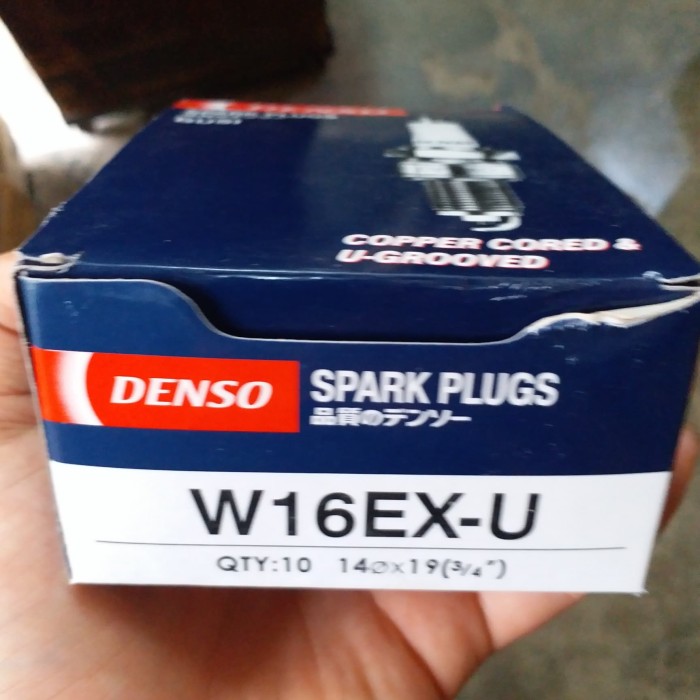 COPPER CORED &
U-GROOVED
DENSO
SPARK PLUGS
品質のデンソー
W16EX-U
QTY:10 14∅×19(3/4")